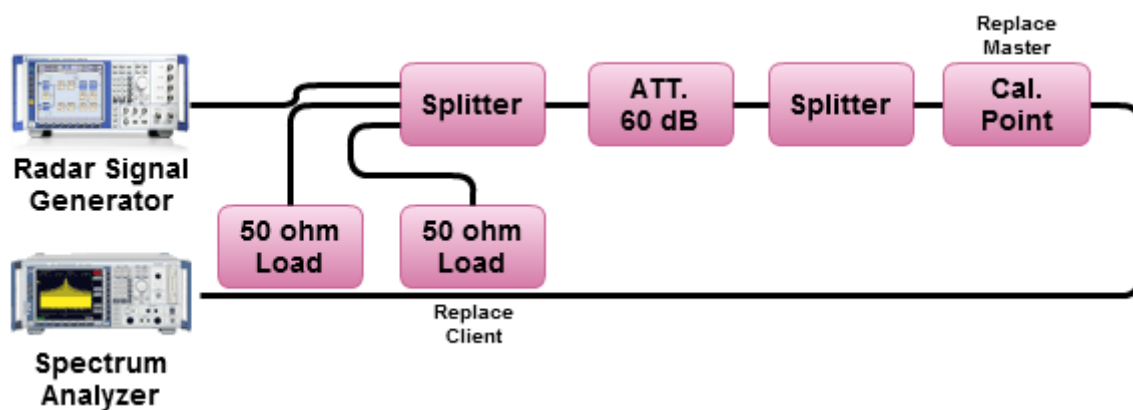 Replace
Master
Splitter
ATT.
60 dB
Splitter
Cal.
Point
Radar Signal
Generator
50 ohm
Load
50 ohm
Load
Replace
Client
Spectrum
Analyzer